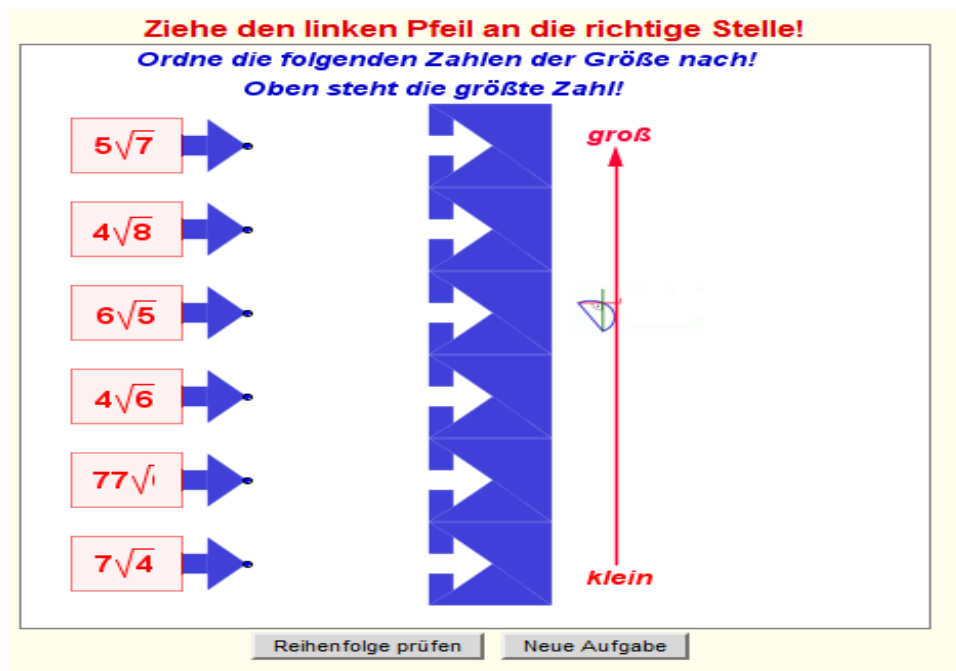 Ziehe den linken Pfeil an die richtige Stelle!
Ordne die folgenden Zahlen der Größe nach!
Oben steht die größte Zahl!
groß
5√7
4√8
6√5
4√6
77√
7√4
klein
Reihenfolge prüfen
Neue Aufgabe